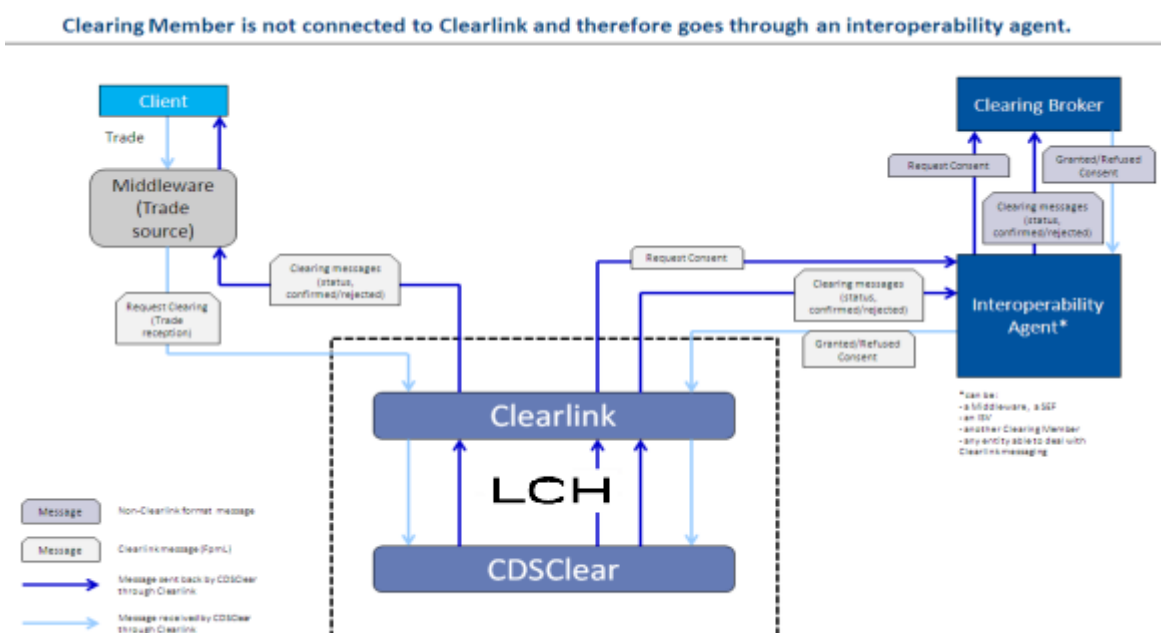 Clearing Member is not connected to Clearlink and therefore goes through an interoperability agent.
Client
Trade
Middleware
(Trade
source)
Request Clearing
(Trade
reception)
Clearing messages
(status,
confirmed/rejected)
Request Consent
Clearing messages
(status,
confirmed/rejected)
Granted/Refused
Consent
Clearing Broker
Request Consent
Granted/Refused
Consent
Clearing messages
(status,
confirmed/rejected)
Interoperability
Agent*
*can be:
- a Middleware, a SEF
- an ISV
- another Clearing Member
- any entity able to deal with
Clearlink messaging
Clearlink
LCH
CDSClear
Message
Non-Clearlink format message
Message
Clearlink message (FpmL)
Message sent back by CDSClear
through Clearlink
Message received by CDSClear
through Clearlink